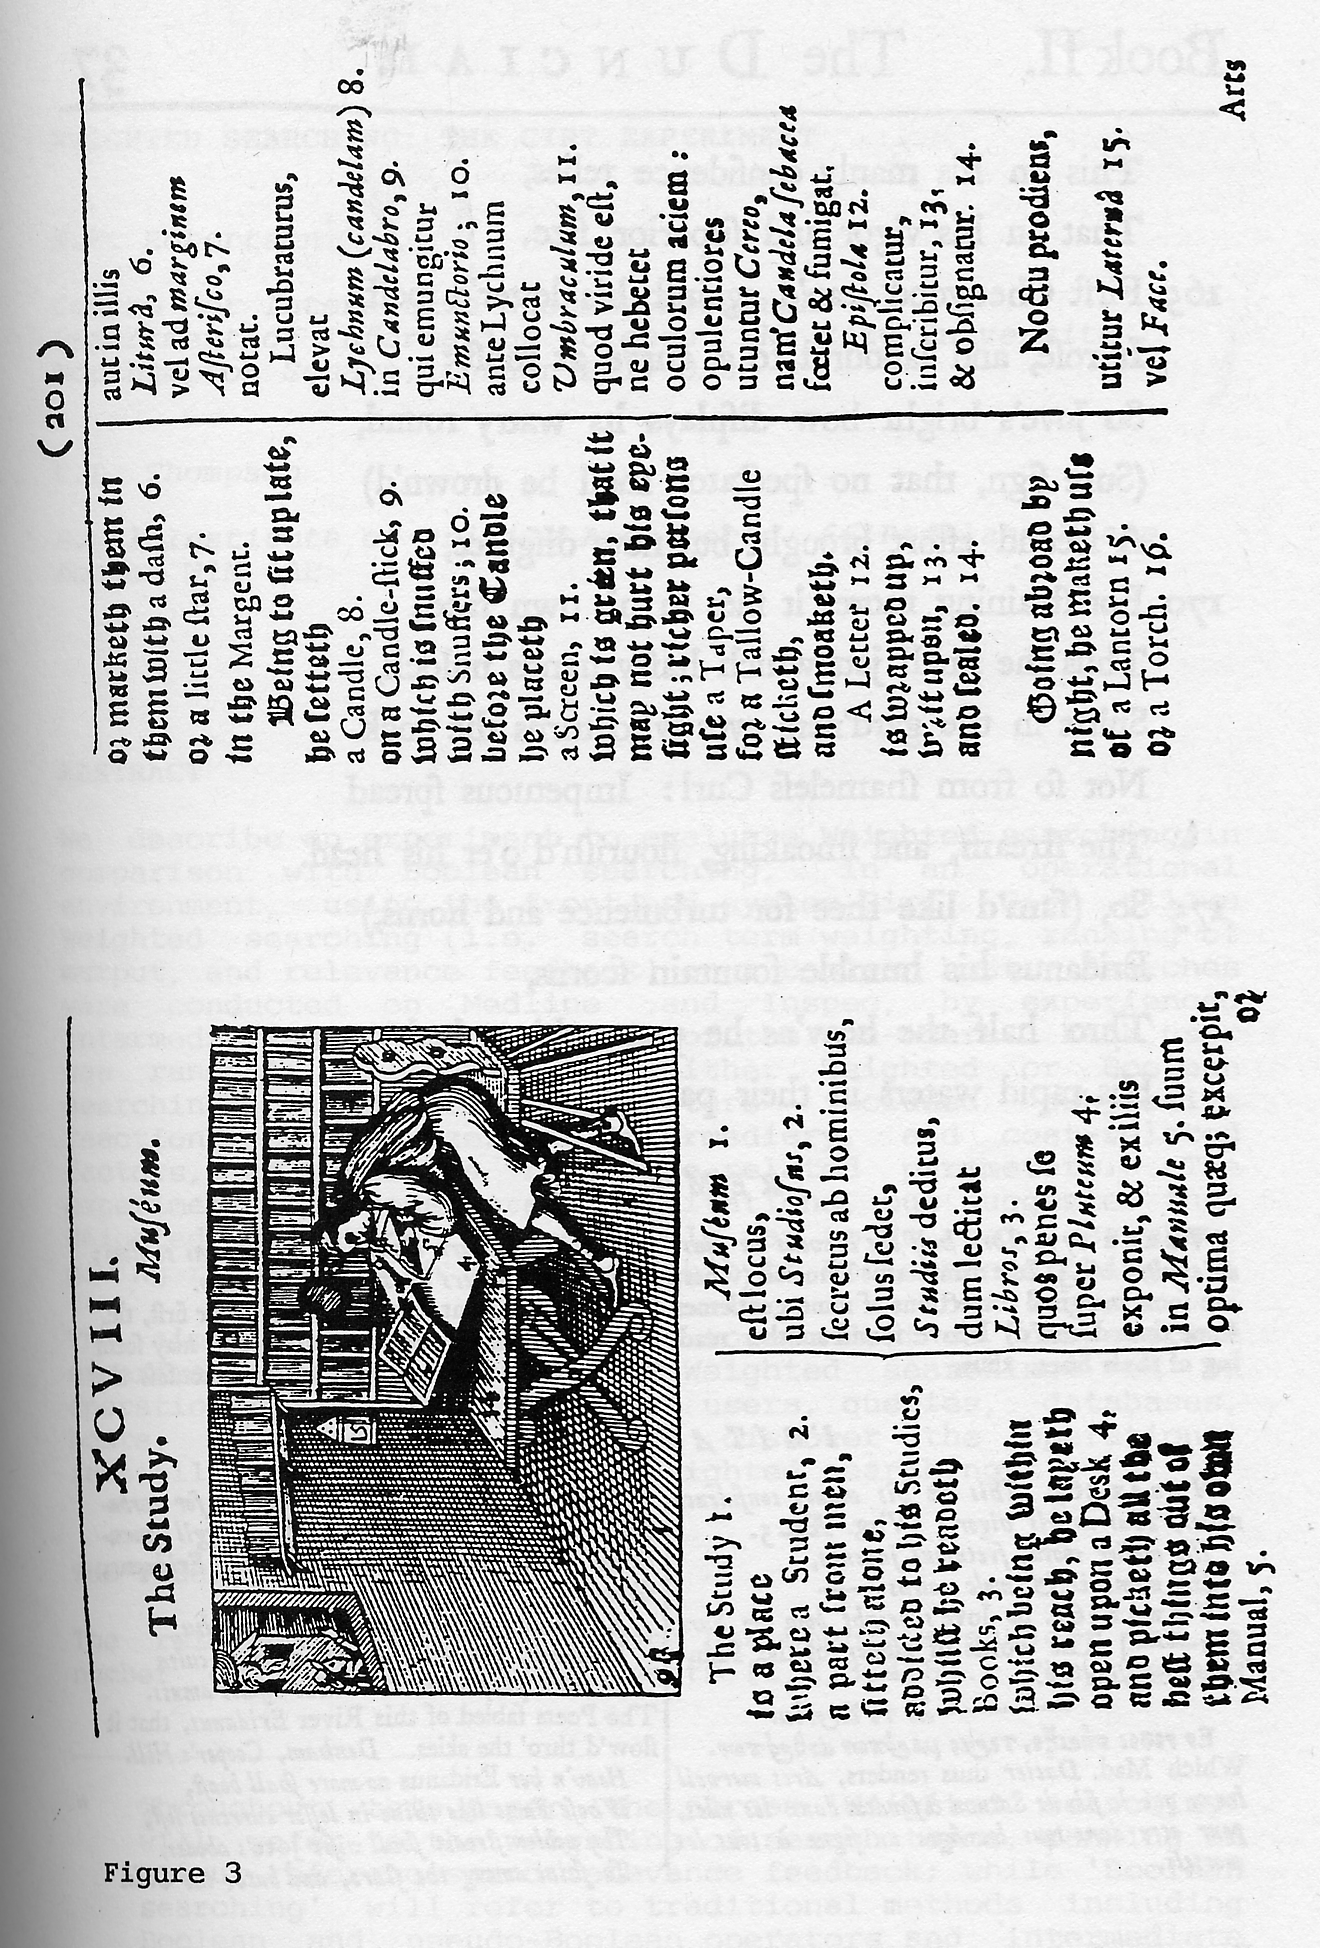 XCVIII.
The Study. Muséum.
The Study 1.
is a place
where a Student, 2.
a part from men,
sitteth alone,
addicted to his Studies,
whilst he readeth
Books, 3.
which being within
his reach, he layeth
open upon a Desk 4.
and picketh all the
best things out of
them into his own
Manual, 5.
Muſeum 1.
eſt locus,
ubi Studioſus, 2.
ſecretus ab hominibus,
ſolus ſedet,
Studiis deditus,
dum lectitat
Libros, 3.
quos penes ſe
ſuper Pluteum 4.
exponit, & ex iliis
in Manuale 5. ſuum
optima quæq; excerpit,
or
(201)
or marketh them in
them with a daſh, 6.
or a little ſtar, 7.
in the Margent.
Being to ſit up late,
he ſetteth
a Candle, 8.
on a Candle-ſtick, 9.
which is ſnuffed
with Snuffers, 10.
before the Candle
he placeth
a Screen, 11.
which is green, that it
may not hurt his eye-
ſight; richer perſons
uſe a Taper,
for a Tallow-Candle
ſticketh,
and ſmoaketh.
A Letter 12.
is wrapped up,
writ upon, 13.
and ſealed 14.
Going abroad by
night, he maketh uſe
of a Lantorn 15.
or a Torch. 16.
aut in illis
Liturâ, 6.
vel ad marginem
Aſteriſco, 7.
notat.
Lucubraturus,
elevat
Lychnum (candelam) 8.
in Candelabro, 9.
qui emungitur
Emunctorio, 10.
ante Lychnum
collocat
Umbraculum, 11.
quod viride eſt,
ne hebetet
oculorum aciem:
opulentiores
utuntur Cereo,
nam Candela ſebacea
fœtet & fumigat.
Epiſtola 12.
complicatur,
inſcribitur, 13.
& obſignatur. 14.
Noctu prodiens,
utitur Laternâ 15.
vel Face.
Arts
Figure 3